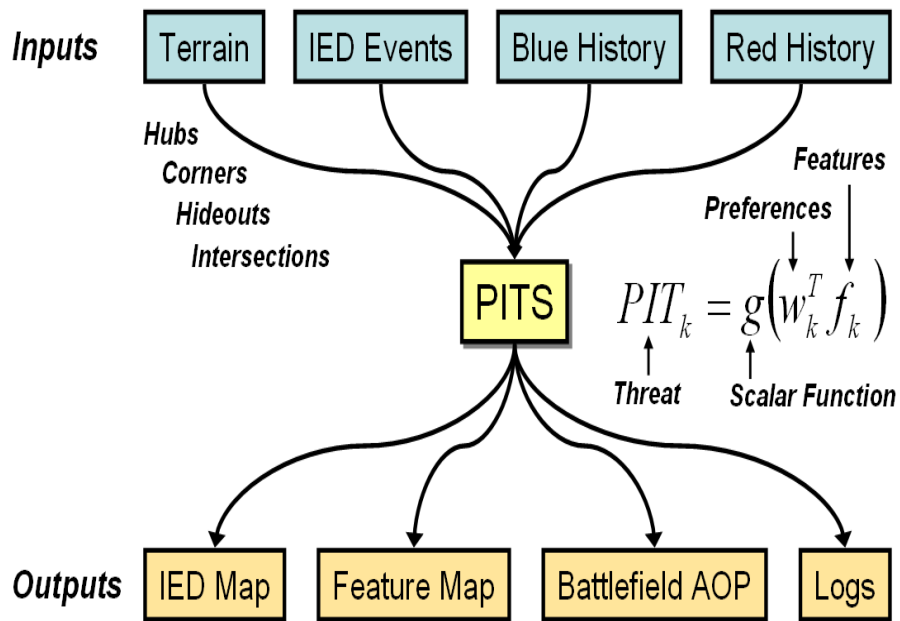 Inputs
Terrain
IED Events
Blue History
Red History
Hubs
Corners
Hideouts
Intersections
Features
Preferences
PITS
PIT_k = g(w_k^T f_k)
Threat
Scalar Function
Outputs
IED Map
Feature Map
Battlefield AOP
Logs